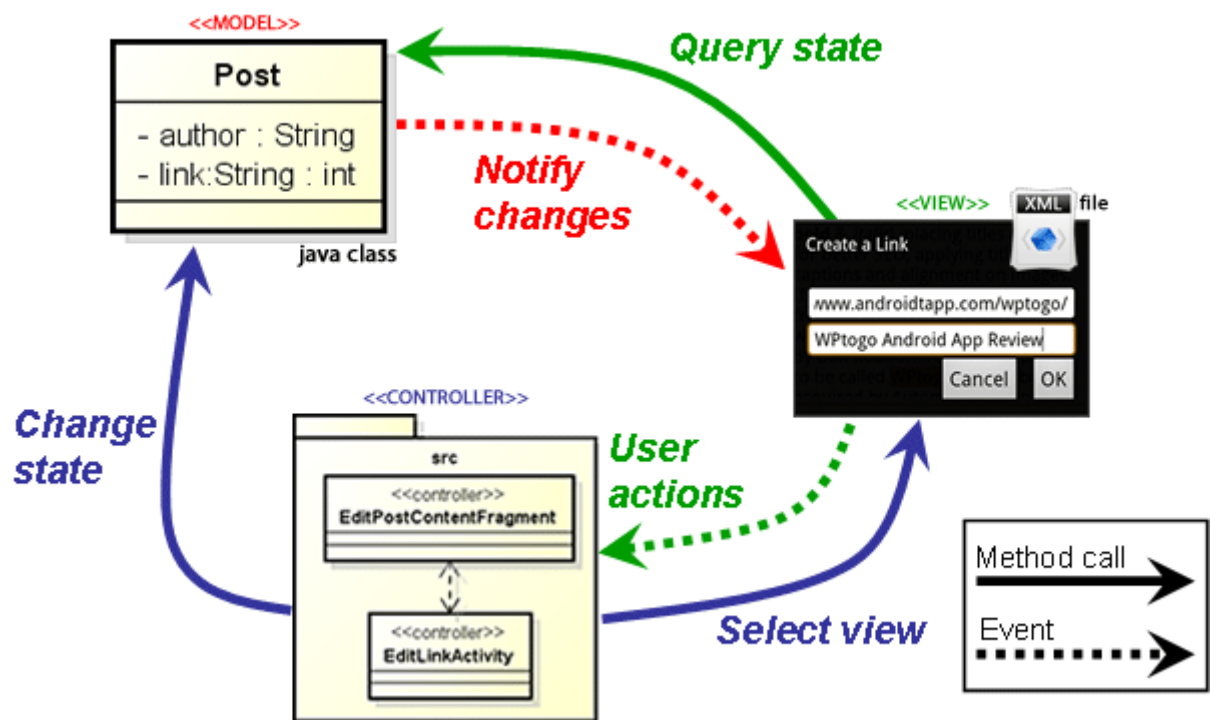 <<MODEL>>
Post
- author : String
- link:String : int
java class
Query state
Notify
changes
<<VIEW>>
XML file
Create a Link
www.androidtapp.com/wptogo/
WPtogo Android App Review
Cancel OK
<<CONTROLLER>>
Change
state
src
<<controller>>
EditPostContentFragment
<<controller>>
EditLinkActivity
User
actions
Select view
Method call
Event